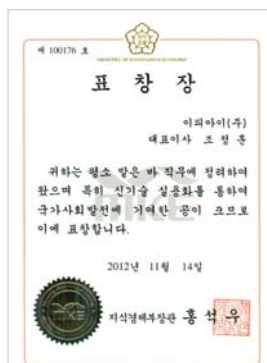 제 100176 호
MINISTRY OF KNOWLEDGE ECONOMY
표 창 장
이피아이(주)
대표이사 조 정 훈
귀하는 평소 맡은 바 직무에 정려하여
왔으며 특히 신기술 실용화를 통하여
국가사회발전에 기여한 공이 크므로
이에 표창합니다.
MKE
2012년 11월 14일
지식경제부장관 홍 석 우
MKE